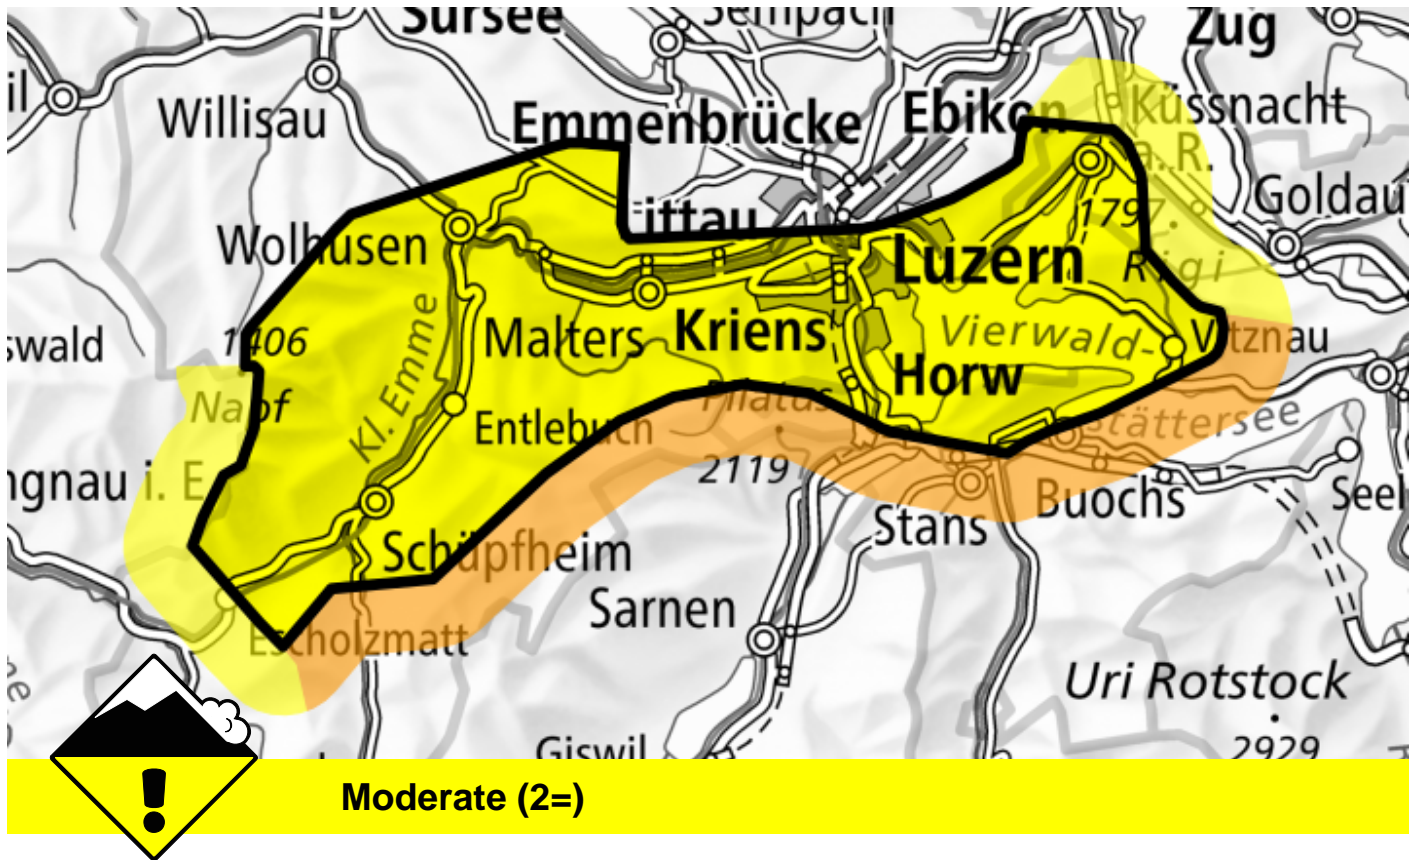 Sursee
Sempach
Zug
il
Willisau
Emmenbrücke
Ebikon
Küssnacht
a. R.
Goldau
Wolhusen
Littau
1797
Luzern
Rigi
swald
1406
Napf
Kl. Emme
Malters
Kriens
Vierwald-
Vitznau
Horw
Pilatus
Entlebuch
stättersee
2119
ngnau i. E.
Buochs
Seel
Stans
Schüpfheim
Sarnen
Escholzmatt
Uri Rotstock
2929
Giswil
Moderate (2=)